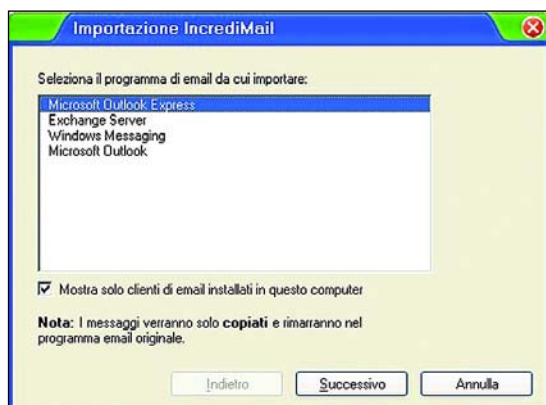 Importazione IncrediMail
Seleziona il programma di email da cui importare:
Microsoft Outlook Express
Exchange Server
Windows Messaging
Microsoft Outlook
Mostra solo clienti di email installati in questo computer
Nota: I messaggi verranno solo copiati e rimarranno nel
programma email originale.
Indietro
Successivo
Annulla